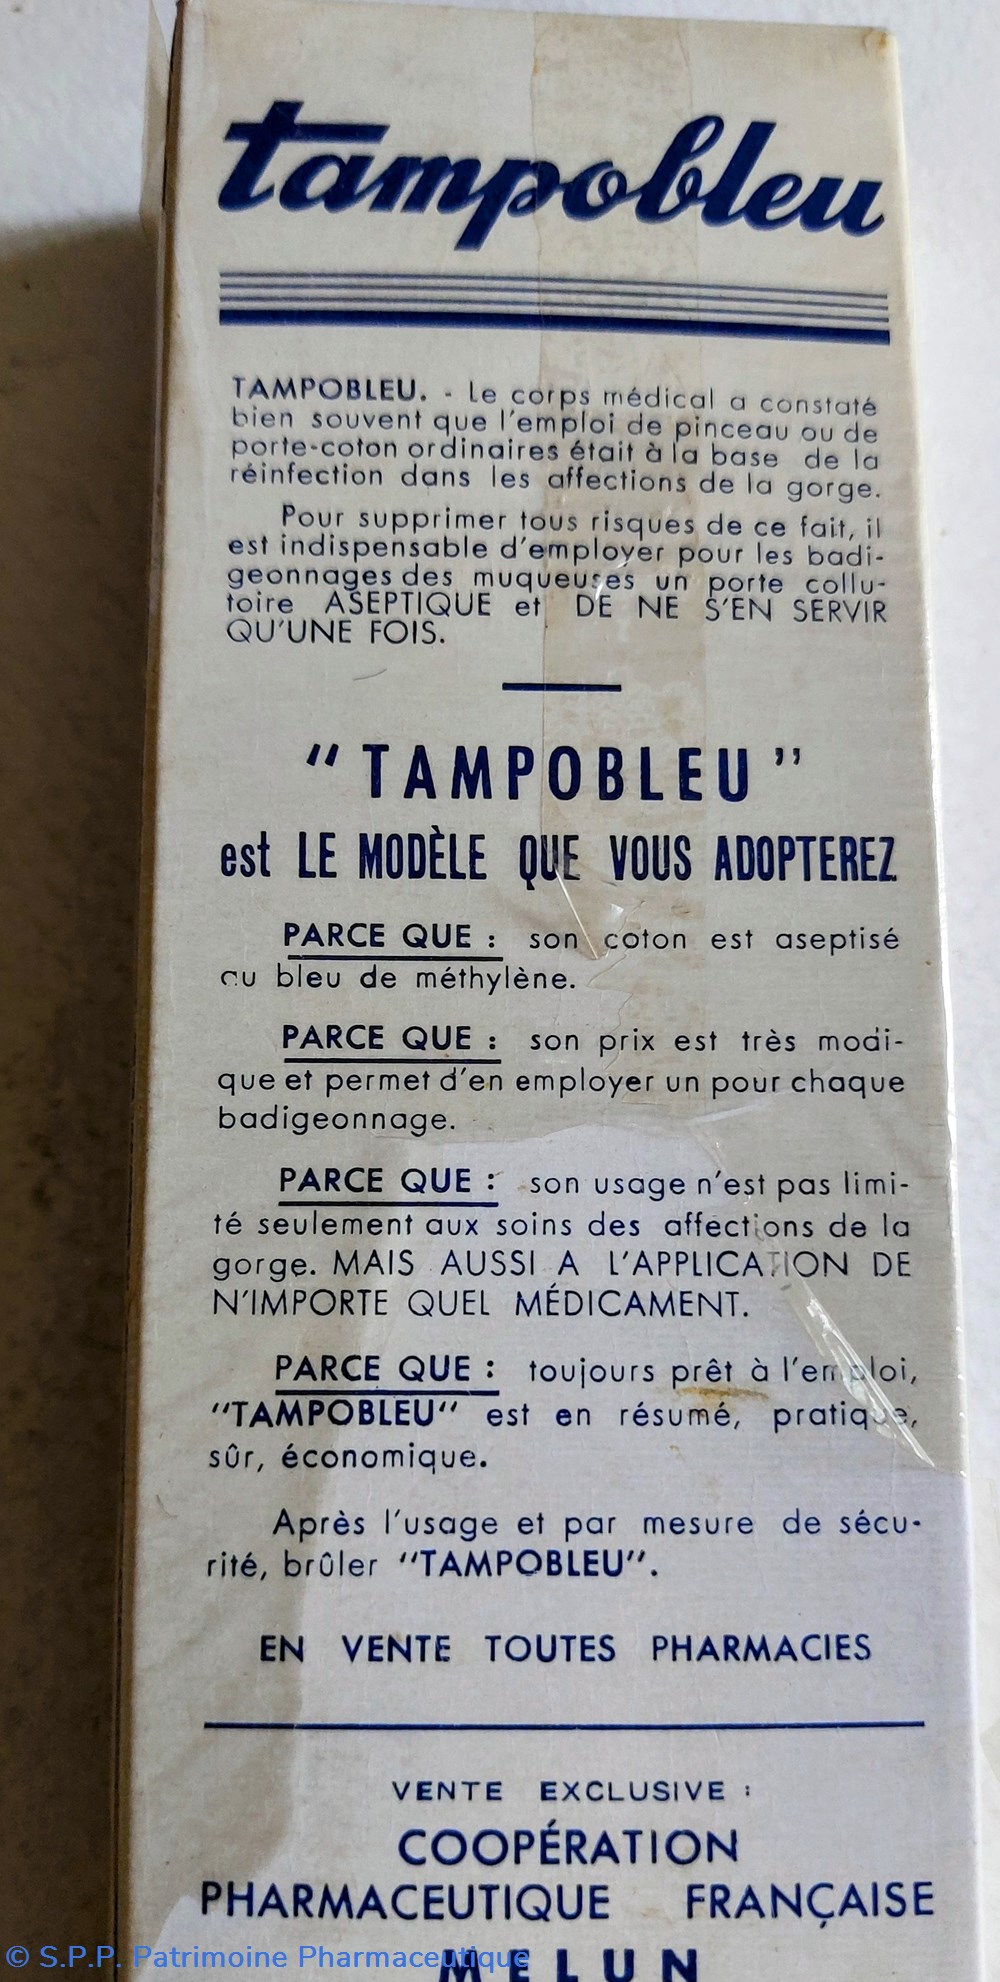 tampobleu
TAMPOBLEU. - Le corps médical a constaté
bien souvent que l'emploi de pinceau ou de
porte-coton ordinaires était à la base de la
réinfection dans les affections de la gorge.
Pour supprimer tous risques de ce fait, il
est indispensable d'employer pour les badi-
geonnages des muqueuses un porte collu-
toire ASEPTIQUE et DE NE S'EN SERVIR
QU'UNE FOIS.
"TAMPOBLEU"
est LE MODÈLE QUE VOUS ADOPTEREZ
PARCE QUE : son coton est aseptisé
au bleu de méthylène.
PARCE QUE : son prix est très modi-
que et permet d'en employer un pour chaque
badigeonnage.
PARCE QUE : son usage n'est pas limi-
té seulement aux soins des affections de la
gorge. MAIS AUSSI A L'APPLICATION DE
N'IMPORTE QUEL MÉDICAMENT.
PARCE QUE : toujours prêt à l'emploi,
"TAMPOBLEU" est en résumé, pratique,
sûr, économique.
Après l'usage et par mesure de sécu-
rité, brûler "TAMPOBLEU".
EN VENTE TOUTES PHARMACIES
VENTE EXCLUSIVE :
COOPÉRATION
PHARMACEUTIQUE FRANÇAISE
MELUN
© S.P.P. Patrimoine Pharmaceutique